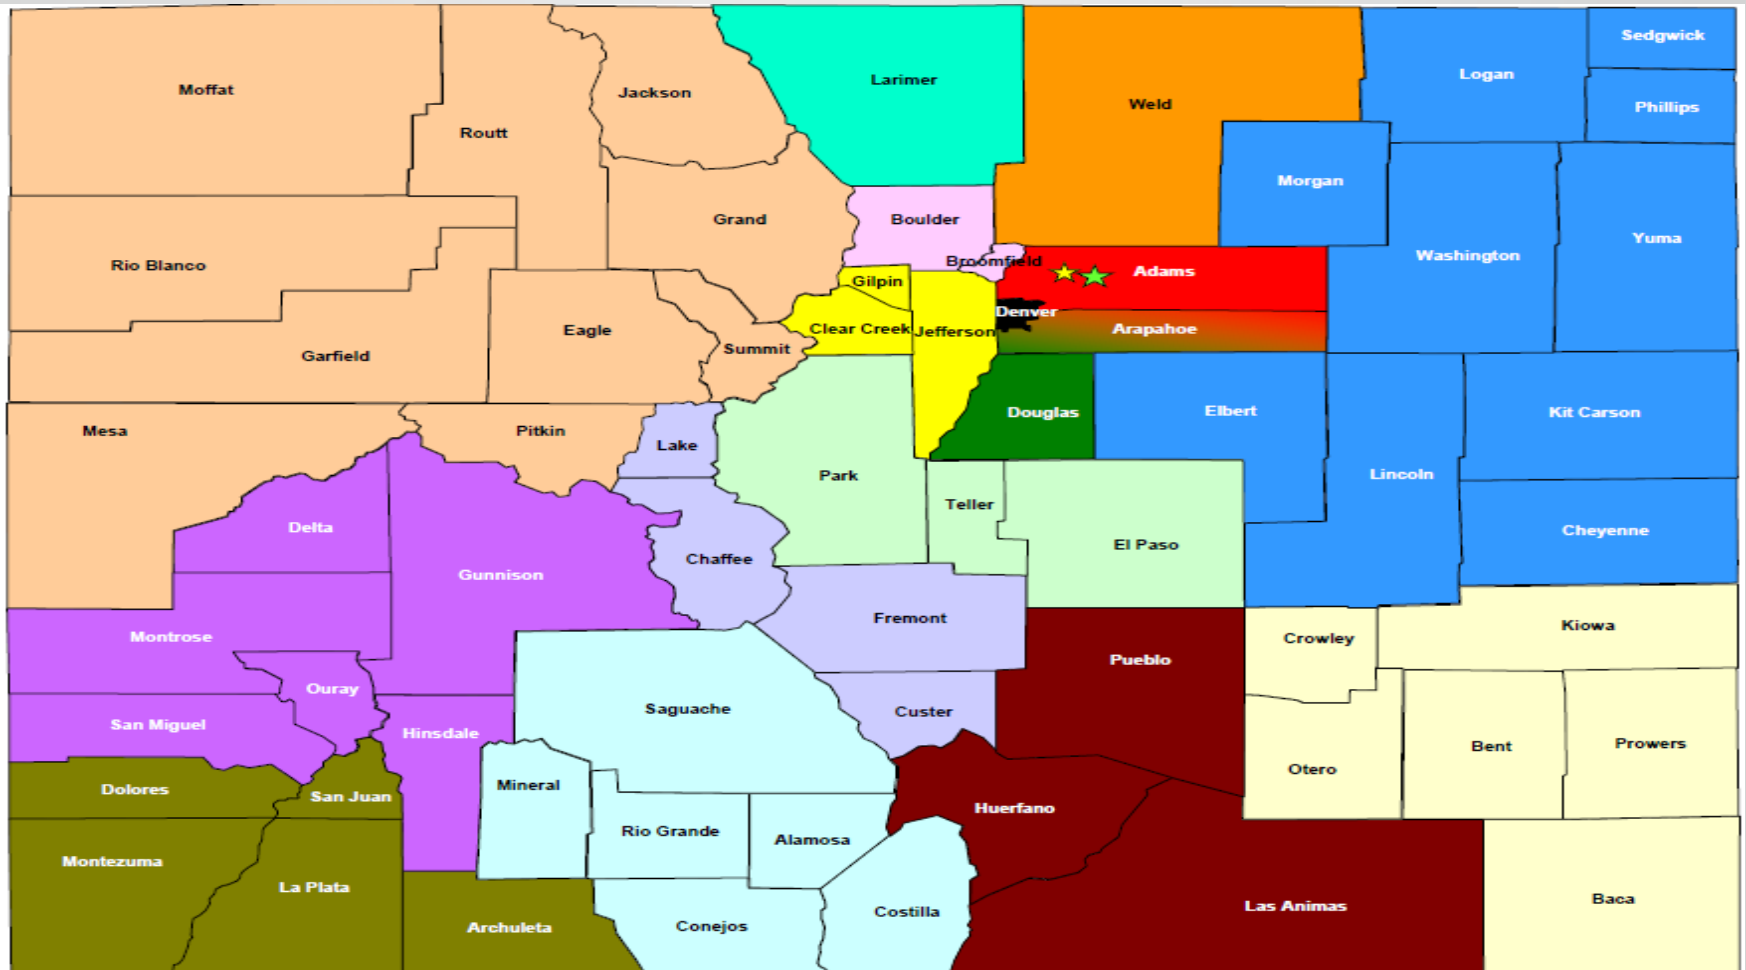 Sedgwick
Logan
Larimer
Moffat
Jackson
Weld
Phillips
Routt
Morgan
Grand
Boulder
Yuma
Washington
Rio Blanco
Broomfield
Adams
Gilpin
Denver
Eagle
Clear Creek
Jefferson
Arapahoe
Summit
Garfield
Douglas
Elbert
Kit Carson
Mesa
Pitkin
Lake
Park
Lincoln
Teller
Delta
Cheyenne
El Paso
Chaffee
Gunnison
Fremont
Kiowa
Montrose
Crowley
Pueblo
Ouray
Saguache
Custer
San Miguel
Hinsdale
Bent
Prowers
Otero
Mineral
Dolores
San Juan
Huerfano
Rio Grande
Alamosa
Montezuma
La Plata
Baca
Las Animas
Costilla
Conejos
Archuleta